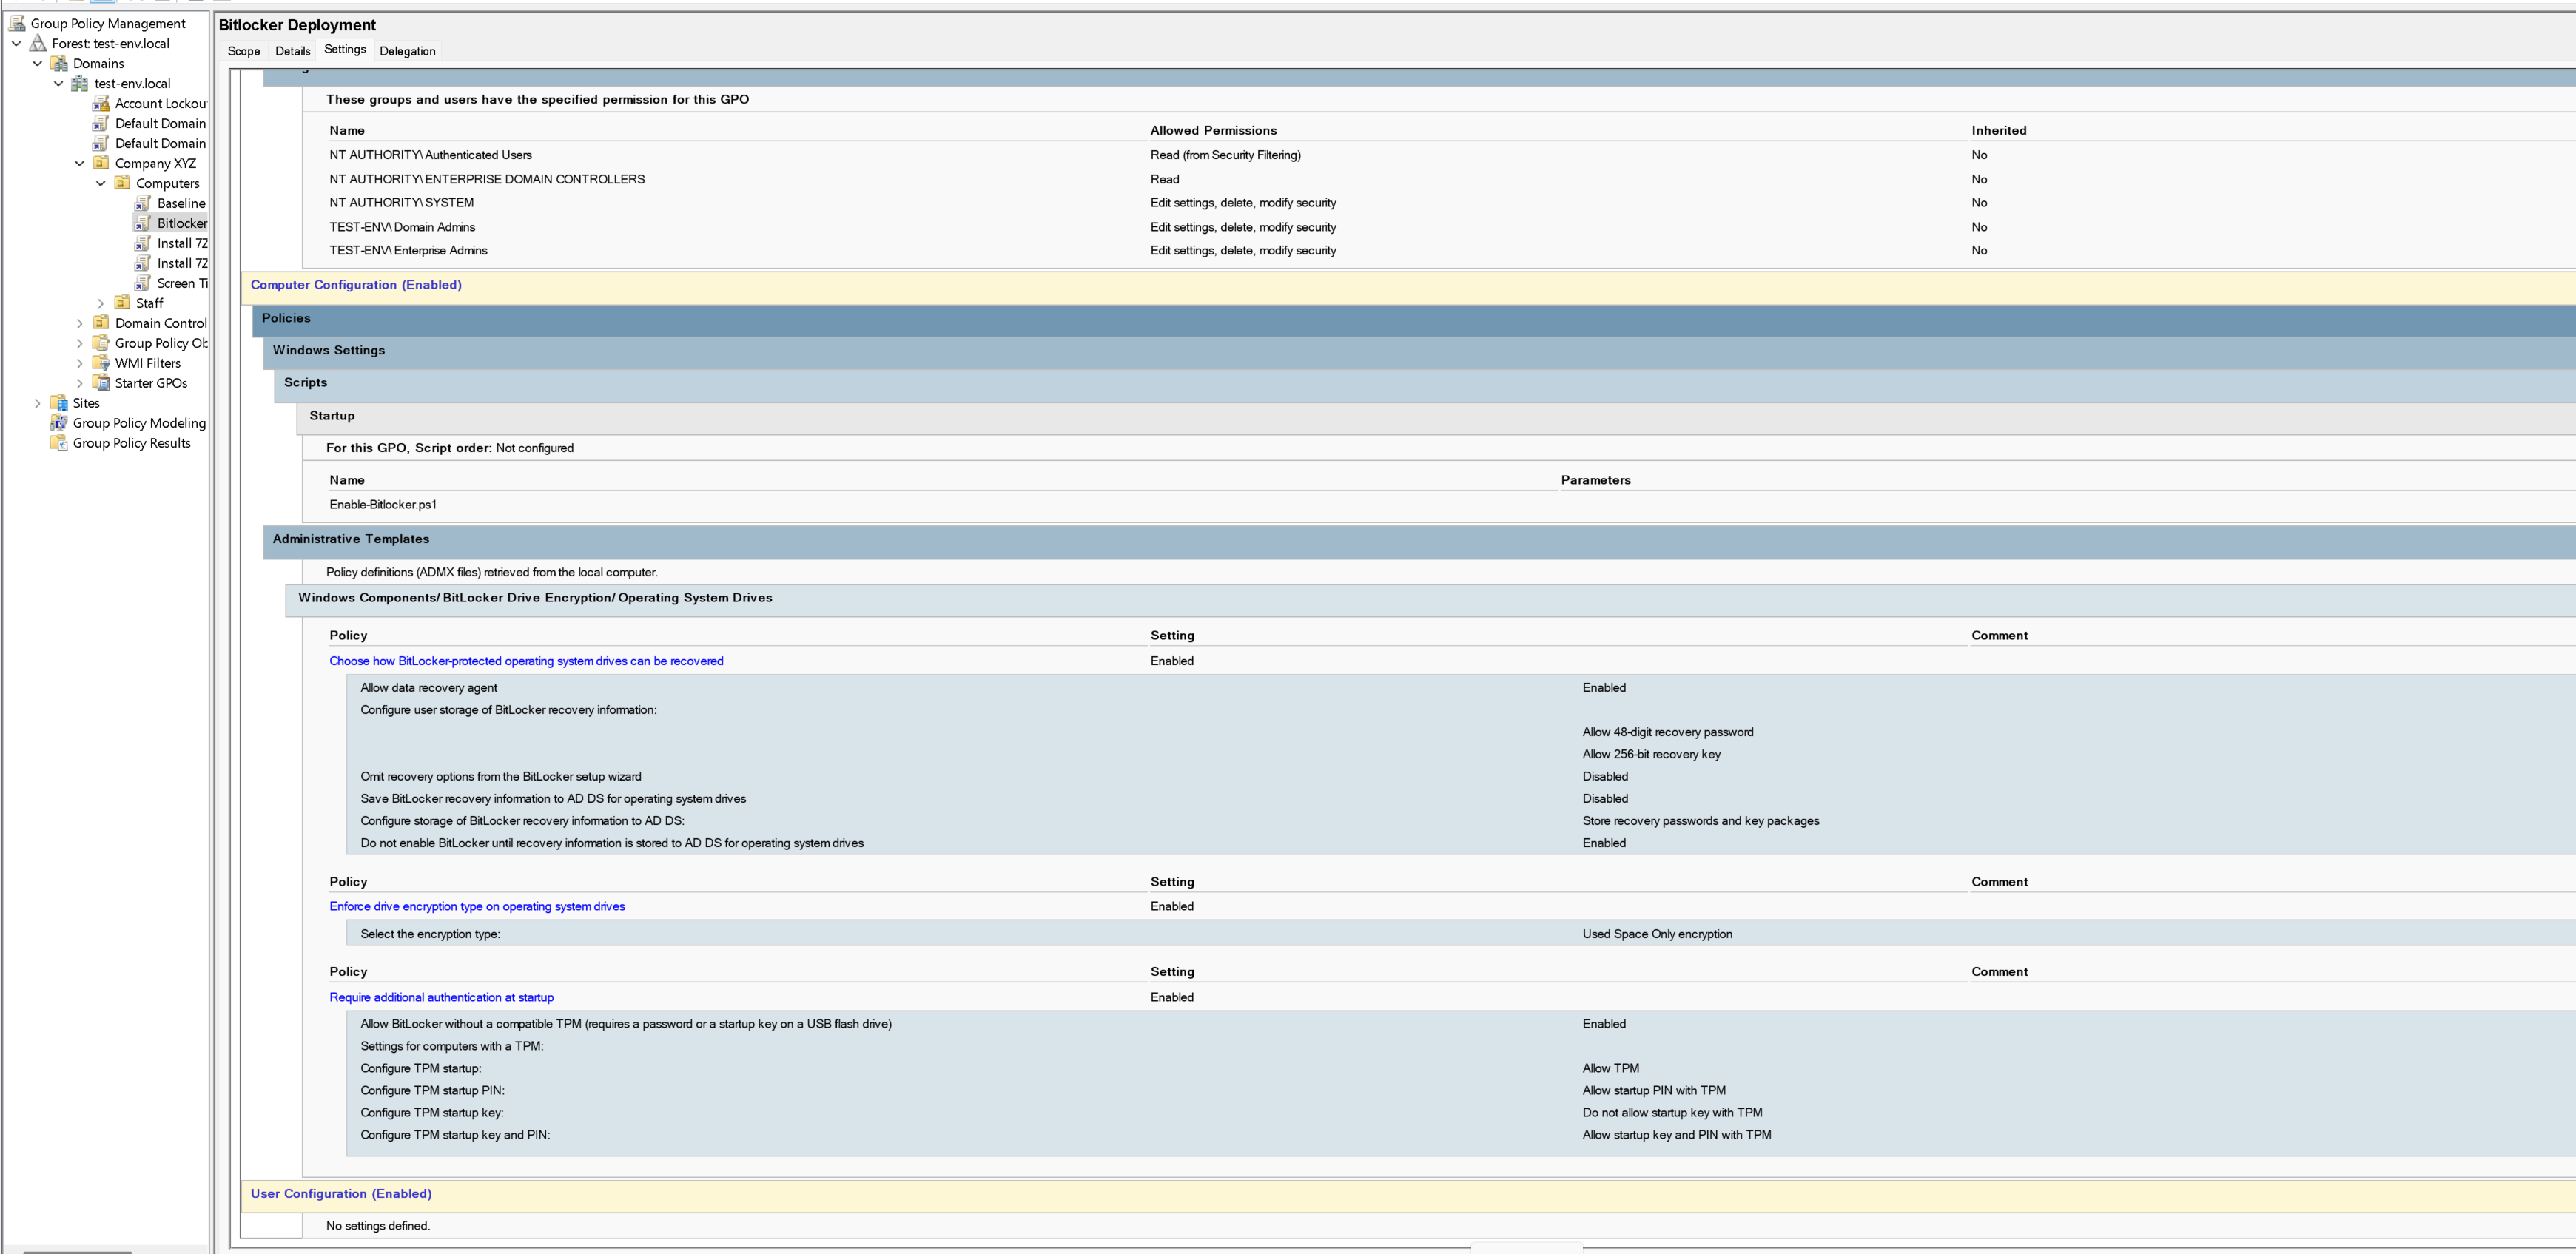 Group Policy Management
Forest: test-env.local
Domains
test-env.local
Account Lockou
Default Domain
Default Domain
Company XYZ
Computers
Baseline
Bitlocker
Install 7Z
Install 7Z
Screen Ti
Staff
Domain Control
Group Policy Ob
WMI Filters
Starter GPOs
Sites
Group Policy Modeling
Group Policy Results
Bitlocker Deployment
Scope Details Settings Delegation
These groups and users have the specified permission for this GPO
Name Allowed Permissions Inherited
NT AUTHORITY\Authenticated Users Read (from Security Filtering) No
NT AUTHORITY\ENTERPRISE DOMAIN CONTROLLERS Read No
NT AUTHORITY\SYSTEM Edit settings, delete, modify security No
TEST-ENV\Domain Admins Edit settings, delete, modify security No
TEST-ENV\Enterprise Admins Edit settings, delete, modify security No
Computer Configuration (Enabled)
Policies
Windows Settings
Scripts
Startup
For this GPO, Script order: Not configured
Name Parameters
Enable-Bitlocker.ps1
Administrative Templates
Policy definitions (ADMX files) retrieved from the local computer.
Windows Components/BitLocker Drive Encryption/Operating System Drives
Policy Setting Comment
Choose how BitLocker-protected operating system drives can be recovered Enabled
Allow data recovery agent Enabled
Configure user storage of BitLocker recovery information:
Allow 48-digit recovery password
Allow 256-bit recovery key
Omit recovery options from the BitLocker setup wizard Disabled
Save BitLocker recovery information to AD DS for operating system drives Disabled
Configure storage of BitLocker recovery information to AD DS: Store recovery passwords and key packages
Do not enable BitLocker until recovery information is stored to AD DS for operating system drives Enabled
Policy Setting Comment
Enforce drive encryption type on operating system drives Enabled
Select the encryption type: Used Space Only encryption
Policy Setting Comment
Require additional authentication at startup Enabled
Allow BitLocker without a compatible TPM (requires a password or a startup key on a USB flash drive) Enabled
Settings for computers with a TPM:
Configure TPM startup: Allow TPM
Configure TPM startup PIN: Allow startup PIN with TPM
Configure TPM startup key: Do not allow startup key with TPM
Configure TPM startup key and PIN: Allow startup key and PIN with TPM
User Configuration (Enabled)
No settings defined.